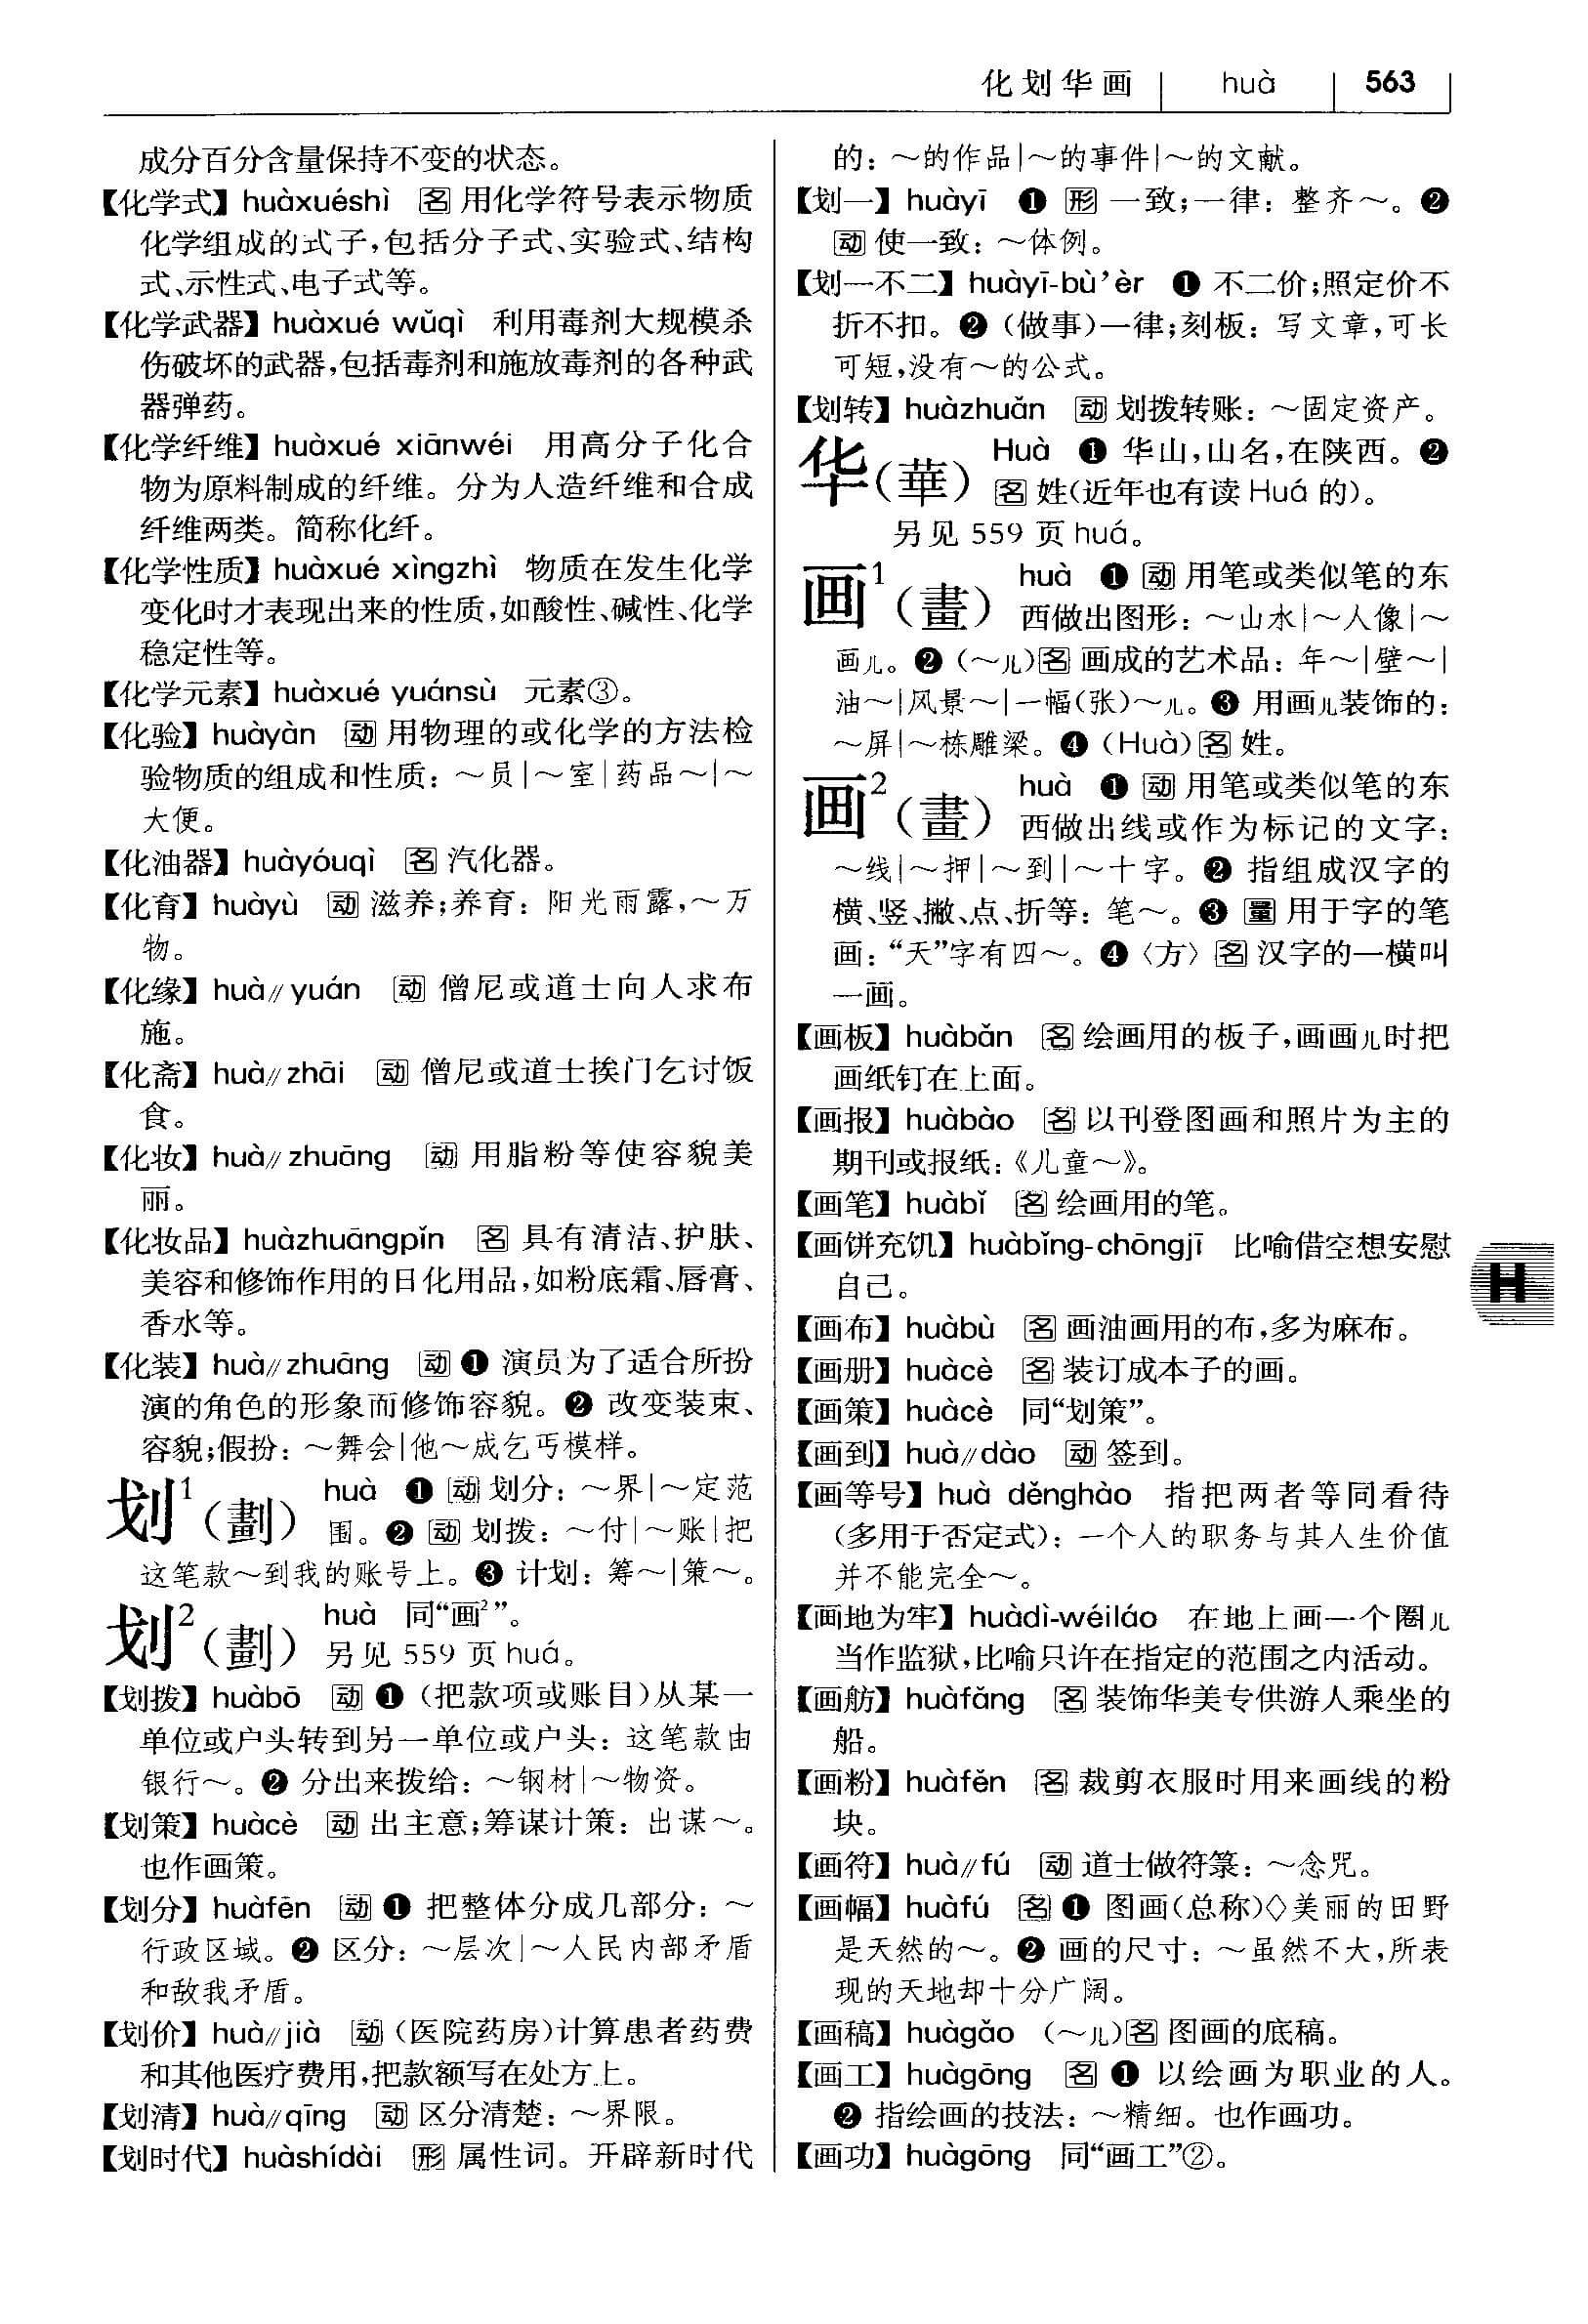 化划华画 huà 563
成分百分含量保持不变的状态。
【化学式】huàxuéshì 名 用化学符号表示物质
化学组成的式子，包括分子式、实验式、结构
式、示性式、电子式等。
【化学武器】huàxué wǔqì 利用毒剂大规模杀
伤破坏的武器，包括毒剂和施放毒剂的各种武
器弹药。
【化学纤维】huàxué xiānwéi 用高分子化合
物为原料制成的纤维。分为人造纤维和合成
纤维两类。简称化纤。
【化学性质】huàxué xìngzhì 物质在发生化学
变化时才表现出来的性质，如酸性、碱性、化学
稳定性等。
【化学元素】huàxué yuánsù 元素③。
【化验】huàyàn 动 用物理的或化学的方法检
验物质的组成和性质：～员|～室|药品～|～
大便。
【化油器】huàyóuqì 名 汽化器。
【化育】huàyù 动 滋养；养育：阳光雨露，～万
物。
【化缘】huà//yuán 动 僧尼或道士向人求布
施。
【化斋】huà//zhāi 动 僧尼或道士挨门乞讨饭
食。
【化妆】huà//zhuāng 动 用脂粉等使容貌美
丽。
【化妆品】huàzhuāngpǐn 名 具有清洁、护肤、
美容和修饰作用的日化用品，如粉底霜、唇膏、
香水等。
【化装】huà//zhuāng 动 ❶ 演员为了适合所扮
演的角色的形象而修饰容貌。❷ 改变装束、
容貌；假扮：～舞会|他～成乞丐模样。
划¹（劃） huà ❶ 动 划分：～界|～定范
围。❷ 动 划拨：～付|～账|把
这笔款～到我的账号上。❸ 计划：筹～|策～。
划²（劃） huà 同“画²”。
另见 559 页 huá。
【划拨】huàbō 动 ❶（把款项或账目）从某一
单位或户头转到另一单位或户头：这笔款由
银行～。❷ 分出来拨给：～钢材|～物资。
【划策】huàcè 动 出主意；筹谋计策：出谋～。
也作画策。
【划分】huàfēn 动 ❶ 把整体分成几部分：～
行政区域。❷ 区分：～层次|～人民内部矛盾
和敌我矛盾。
【划价】huà//jià 动（医院药房）计算患者药费
和其他医疗费用，把款额写在处方上。
【划清】huà//qīng 动 区分清楚：～界限。
【划时代】huàshídài 形 属性词。开辟新时代
的：～的作品|～的事件|～的文献。
【划一】huàyī ❶ 形 一致；一律：整齐～。❷
动 使一致：～体例。
【划一不二】huàyī-bù’èr ❶ 不二价；照定价不
折不扣。❷（做事）一律；刻板：写文章，可长
可短，没有～的公式。
【划转】huàzhuǎn 动 划拨转账：～固定资产。
华（華） Huà ❶ 华山，山名，在陕西。❷
名 姓（近年也有读 Huá 的）。
另见 559 页 huá。
画¹（畫） huà ❶ 动 用笔或类似笔的东
西做出图形：～山水|～人像|～
画儿。❷（～儿）名 画成的艺术品：年～|壁～|
油～|风景～|一幅（张）～儿。❸ 用画儿装饰的：
～屏|～栋雕梁。❹（Huà）名 姓。
画²（畫） huà ❶ 动 用笔或类似笔的东
西做出线或作为标记的文字：
～线|～押|～到|～十字。❷ 指组成汉字的
横、竖、撇、点、折等：笔～。❸ 量 用于字的笔
画：“天”字有四～。❹〈方〉名 汉字的一横叫
一画。
【画板】huàbǎn 名 绘画用的板子，画画儿时把
画纸钉在上面。
【画报】huàbào 名 以刊登图画和照片为主的
期刊或报纸：《儿童～》。
【画笔】huàbǐ 名 绘画用的笔。
【画饼充饥】huàbǐng-chōngjī 比喻借空想安慰
自己。
【画布】huàbù 名 画油画用的布，多为麻布。
【画册】huàcè 名 装订成本子的画。
【画策】huàcè 同“划策”。
【画到】huà//dào 动 签到。
【画等号】huà děnghào 指把两者等同看待
（多用于否定式）：一个人的职务与其人生价值
并不能完全～。
【画地为牢】huàdì-wéiláo 在地上画一个圈儿
当作监狱，比喻只许在指定的范围之内活动。
【画舫】huàfǎng 名 装饰华美专供游人乘坐的
船。
【画粉】huàfěn 名 裁剪衣服时用来画线的粉
块。
【画符】huà//fú 动 道士做符箓：～念咒。
【画幅】huàfú 名 ❶ 图画（总称）◇美丽的田野
是天然的～。❷ 画的尺寸：～虽然不大，所表
现的天地却十分广阔。
【画稿】huàgǎo（～儿）名 图画的底稿。
【画工】huàgōng 名 ❶ 以绘画为职业的人。
❷ 指绘画的技法：～精细。也作画功。
【画功】huàgōng 同“画工”②。
H